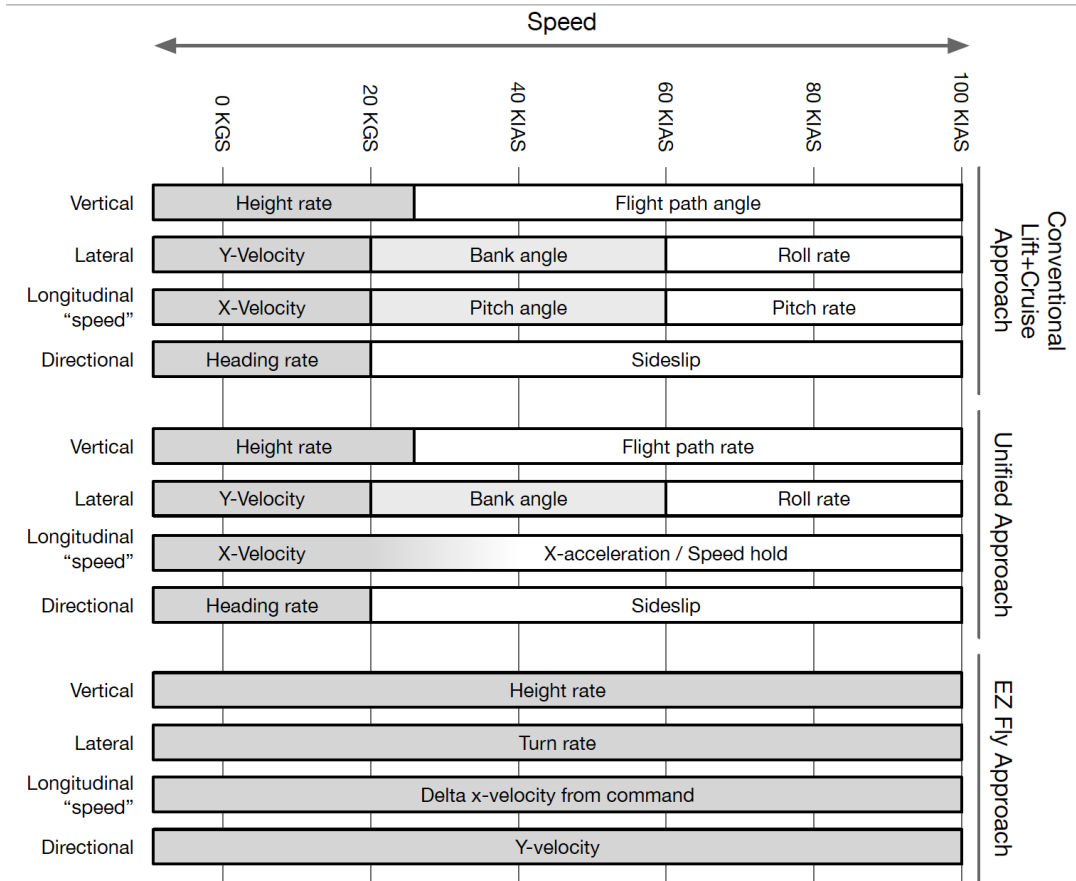 Speed
0 KGS
20 KGS
40 KIAS
60 KIAS
80 KIAS
100 KIAS
Conventional
Lift+Cruise
Approach
Vertical
Height rate
Flight path angle
Lateral
Y-Velocity
Bank angle
Roll rate
Longitudinal
“speed”
X-Velocity
Pitch angle
Pitch rate
Directional
Heading rate
Sideslip
Unified Approach
Vertical
Height rate
Flight path rate
Lateral
Y-Velocity
Bank angle
Roll rate
Longitudinal
“speed”
X-Velocity
X-acceleration / Speed hold
Directional
Heading rate
Sideslip
EZ Fly Approach
Vertical
Height rate
Lateral
Turn rate
Longitudinal
“speed”
Delta x-velocity from command
Directional
Y-velocity